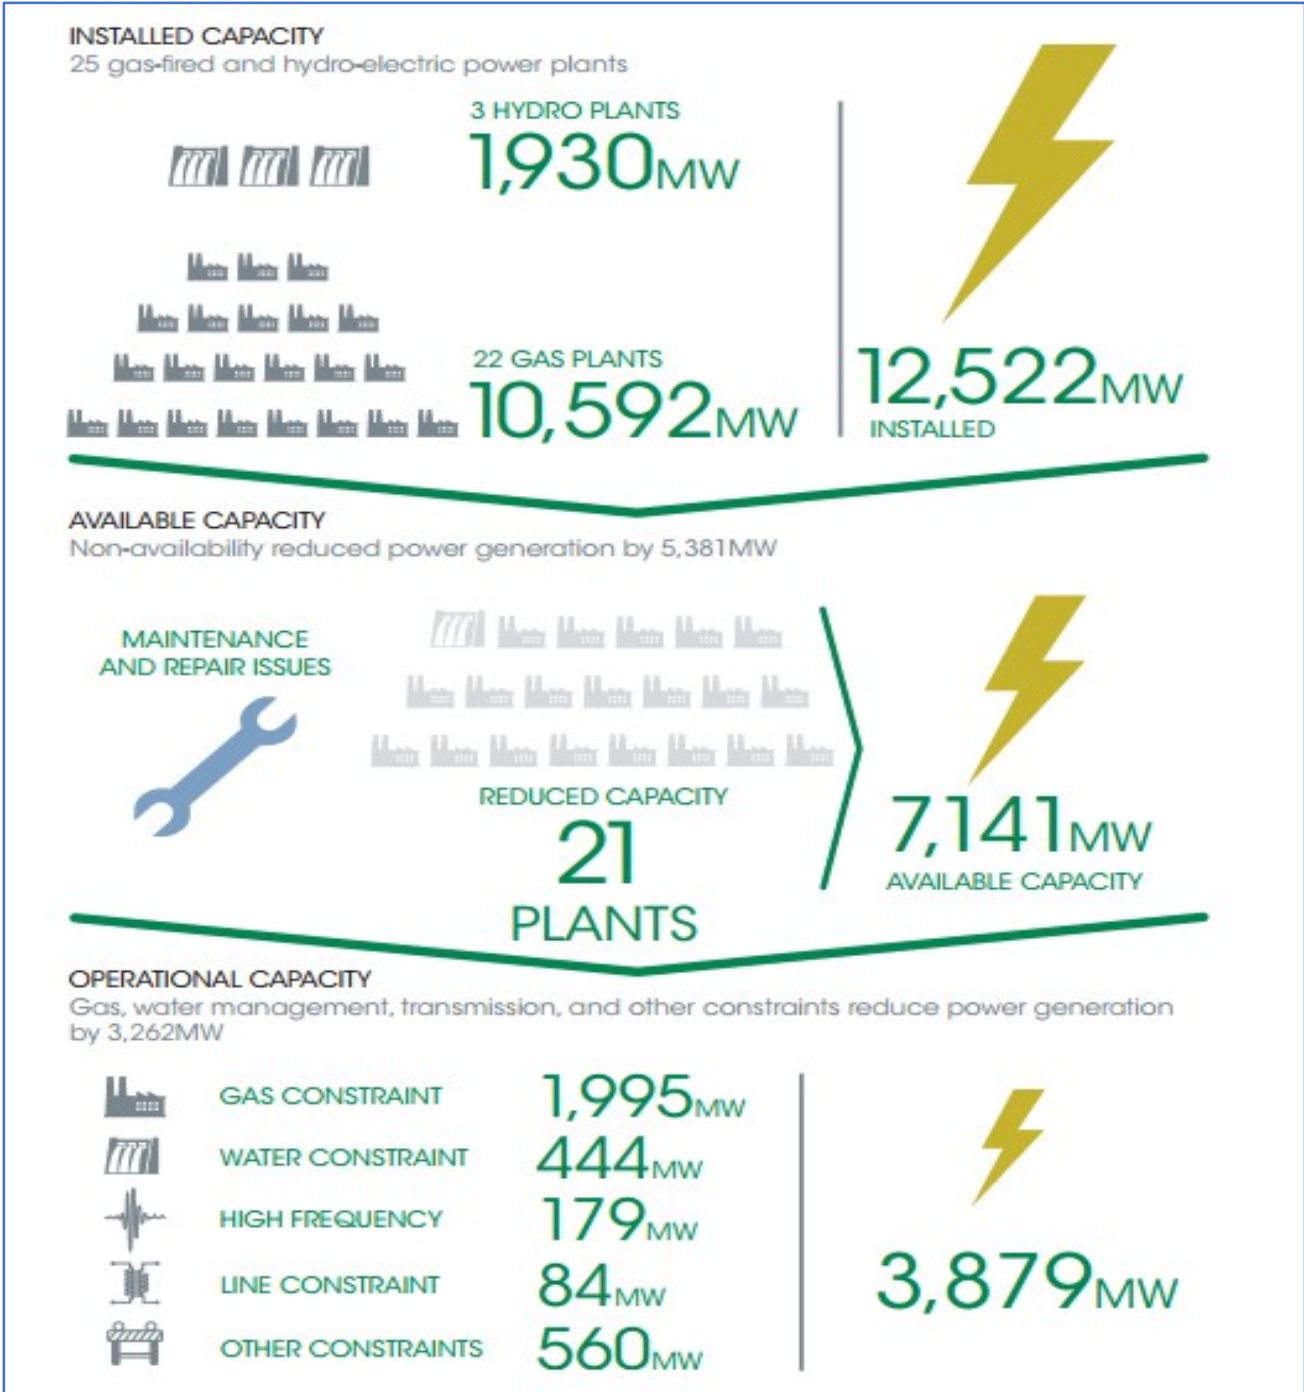 INSTALLED CAPACITY
25 gas-fired and hydro-electric power plants
3 HYDRO PLANTS
1,930MW
22 GAS PLANTS
10,592MW
12,522MW
INSTALLED
AVAILABLE CAPACITY
Non-availability reduced power generation by 5,381MW
MAINTENANCE
AND REPAIR ISSUES
REDUCED CAPACITY
21
PLANTS
7,141MW
AVAILABLE CAPACITY
OPERATIONAL CAPACITY
Gas, water management, transmission, and other constraints reduce power generation
by 3,262MW
GAS CONSTRAINT 1,995MW
WATER CONSTRAINT 444MW
HIGH FREQUENCY 179MW
LINE CONSTRAINT 84MW
OTHER CONSTRAINTS 560MW
3,879MW